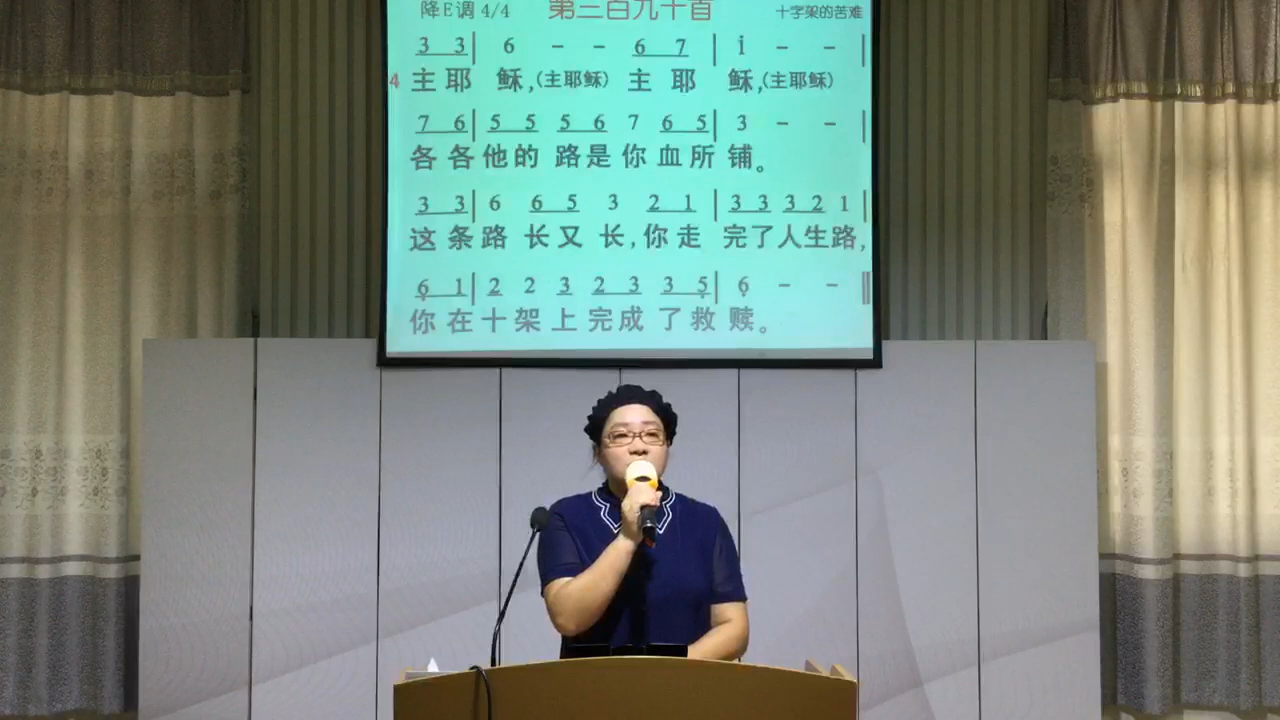 降E调 4/4 第三百九十首 十字架的苦难
3 3| 6 - - 6 7 | i - - |
4 主耶 稣,(主耶稣) 主 耶 稣,(主耶稣)
7 6| 5 5 5 6 7 6 5| 3 - - |
各各他的 路是你血所 铺。
3 3| 6 6 5 3 2 1 | 3 3 3 2 1 |
这条路 长又 长,你走 完了人生路,
6 1| 2 2 3 2 3 3 5| 6 - - ‖
你在十架上完成 了救 赎。